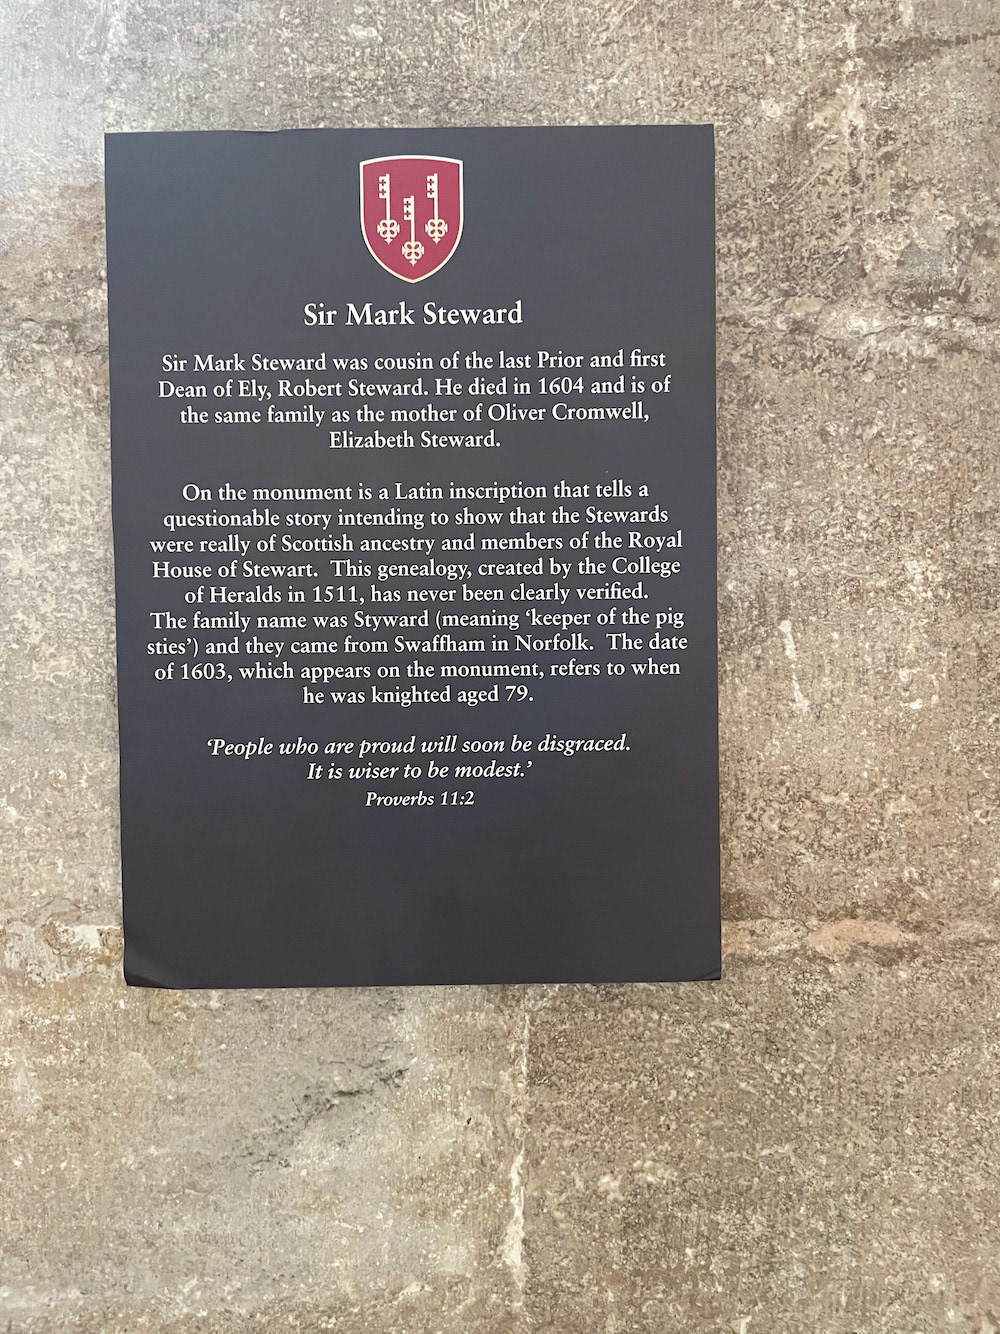 Sir Mark Steward
Sir Mark Steward was cousin of the last Prior and first
Dean of Ely, Robert Steward. He died in 1604 and is of
the same family as the mother of Oliver Cromwell,
Elizabeth Steward.
On the monument is a Latin inscription that tells a
questionable story intending to show that the Stewards
were really of Scottish ancestry and members of the Royal
House of Stewart.  This genealogy, created by the College
of Heralds in 1511, has never been clearly verified.
The family name was Styward (meaning ‘keeper of the pig
sties’) and they came from Swaffham in Norfolk.  The date
of 1603, which appears on the monument, refers to when
he was knighted aged 79.
‘People who are proud will soon be disgraced.
It is wiser to be modest.’
Proverbs 11:2